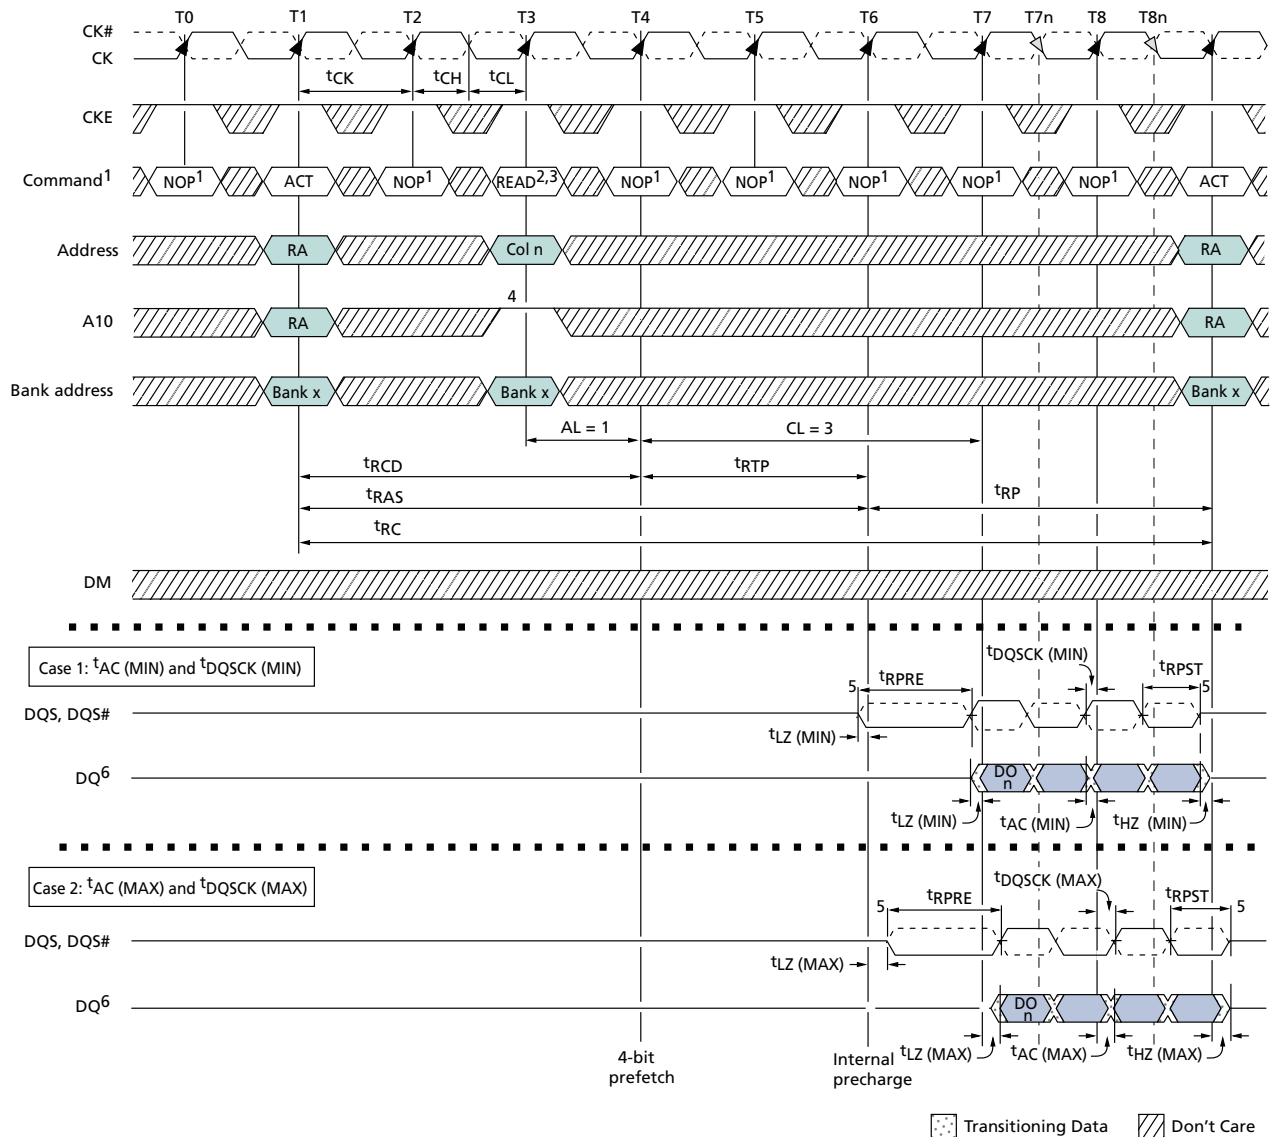 T0 T1 T2 T3 T4 T5 T6 T7 T7n T8 T8n
CK#
CK
tCK tCH tCL
CKE
Command1 NOP1 ACT NOP1 READ2,3 NOP1 NOP1 NOP1 NOP1 NOP1 ACT
Address RA Col n RA
4
A10 RA RA
Bank address Bank x Bank x Bank x
AL = 1 CL = 3
tRCD tRTP
tRAS tRP
tRC
DM
Case 1: tAC (MIN) and tDQSCK (MIN)
tDQSCK (MIN)
5 tRPRE tRPST 5
DQS, DQS#
tLZ (MIN)
DQ6 DO
n
tLZ (MIN) tAC (MIN) tHZ (MIN)
Case 2: tAC (MAX) and tDQSCK (MAX)
tDQSCK (MAX)
5 tRPRE tRPST 5
DQS, DQS#
tLZ (MAX)
DQ6 DO
n
tLZ (MAX) tAC (MAX) tHZ (MAX)
4-bit
prefetch
Internal
precharge
Transitioning Data Don't Care